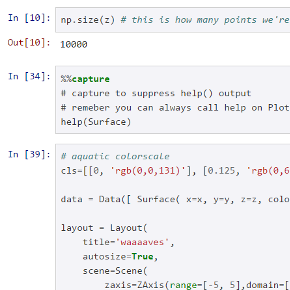 In [10]: np.size(z) # this is how many points we're
Out[10]: 10000
In [34]: %%capture
# capture to suppress help() output
# remeber you can always call help on Plot
help(Surface)
In [39]: # aquatic colorscale
cls=[[0, 'rgb(0,0,131)'], [0.125, 'rgb(0,6
data = Data([ Surface( x=x, y=y, z=z, colo
layout = Layout(
title='waaaaves',
autosize=True,
scene=Scene(
zaxis=ZAxis(range=[-5, 5],domain=[